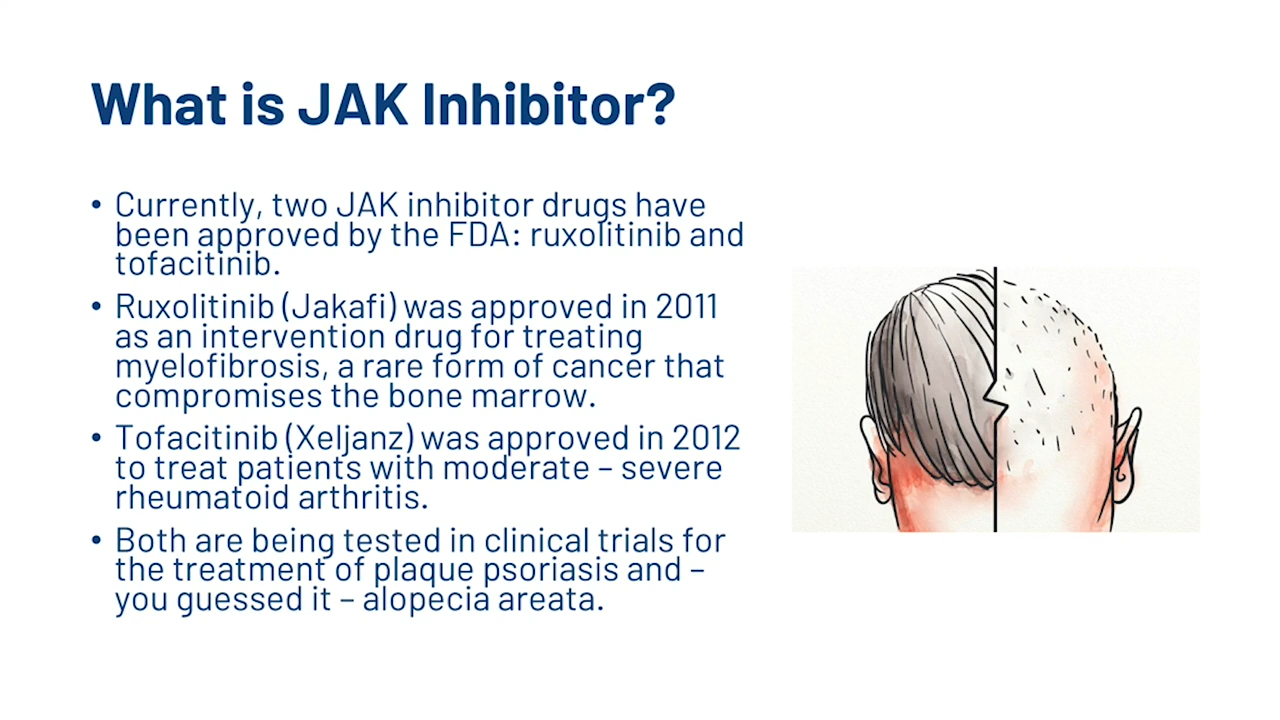 What is JAK Inhibitor?
• Currently, two JAK inhibitor drugs have
been approved by the FDA: ruxolitinib and
tofacitinib.
• Ruxolitinib (Jakafi) was approved in 2011
as an intervention drug for treating
myelofibrosis, a rare form of cancer that
compromises the bone marrow.
• Tofacitinib (Xeljanz) was approved in 2012
to treat patients with moderate – severe
rheumatoid arthritis.
• Both are being tested in clinical trials for
the treatment of plaque psoriasis and –
you guessed it – alopecia areata.